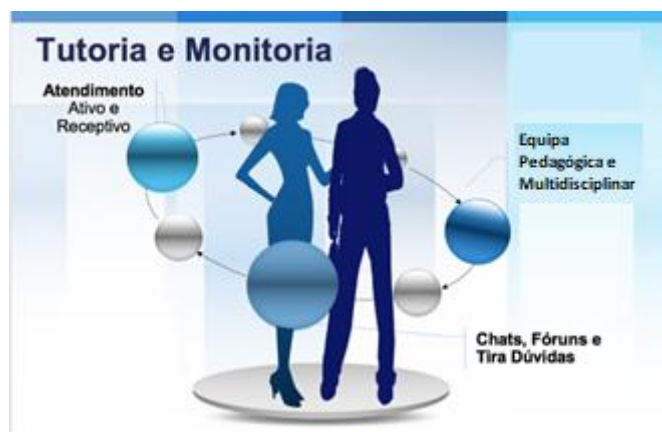 Tutoria e Monitoria
Atendimento
Ativo e
Receptivo
Equipa
Pedagógica e
Multidisciplinar
Chats, Fóruns e
Tira Dúvidas